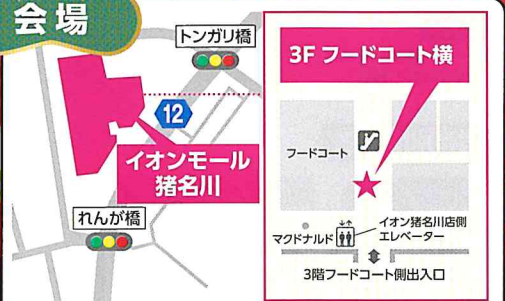 会場
トンガリ橋
12
イオンモール
猪名川
れんが橋
3F フードコート横
フードコート
マクドナルド
イオン猪名川店側
エレベーター
3階フードコート側出入口